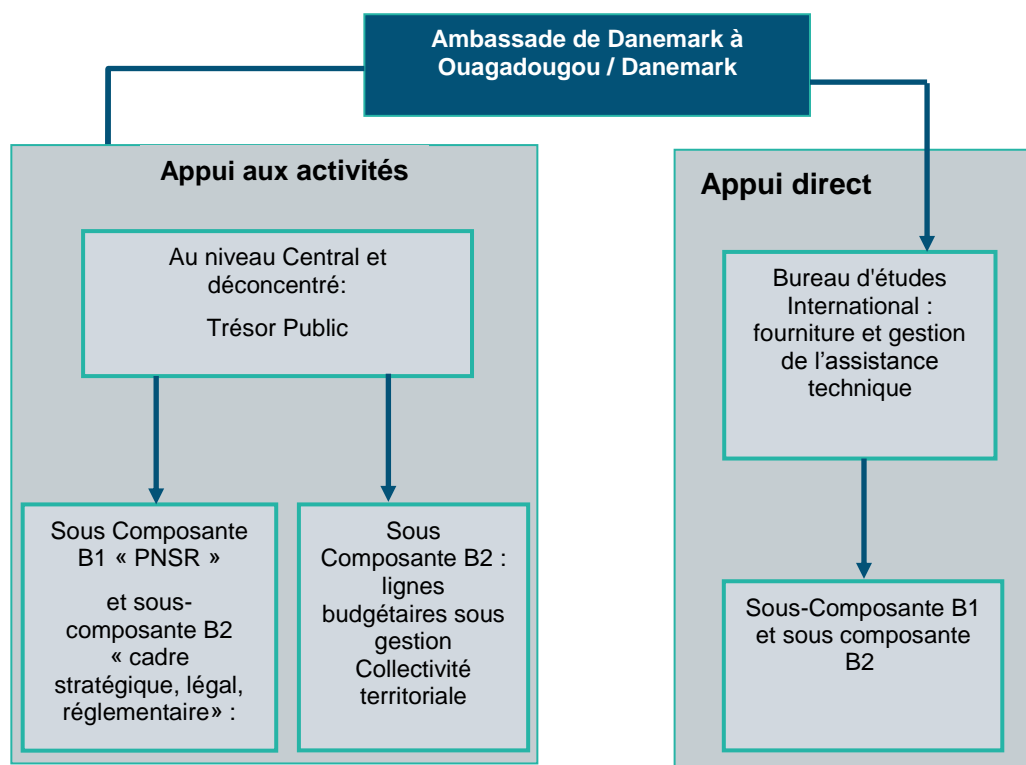 Ambassade de Danemark à
Ouagadougou / Danemark
Appui aux activités
Au niveau Central et
déconcentré:
Trésor Public
Sous Composante
B1 « PNSR »
et sous-
composante B2
« cadre
stratégique, légal,
réglementaire» :
Sous
Composante B2 :
lignes
budgétaires sous
gestion
Collectivité
territoriale
Appui direct
Bureau d'études
International :
fourniture et gestion
de l’assistance
technique
Sous-Composante B1
et sous composante
B2